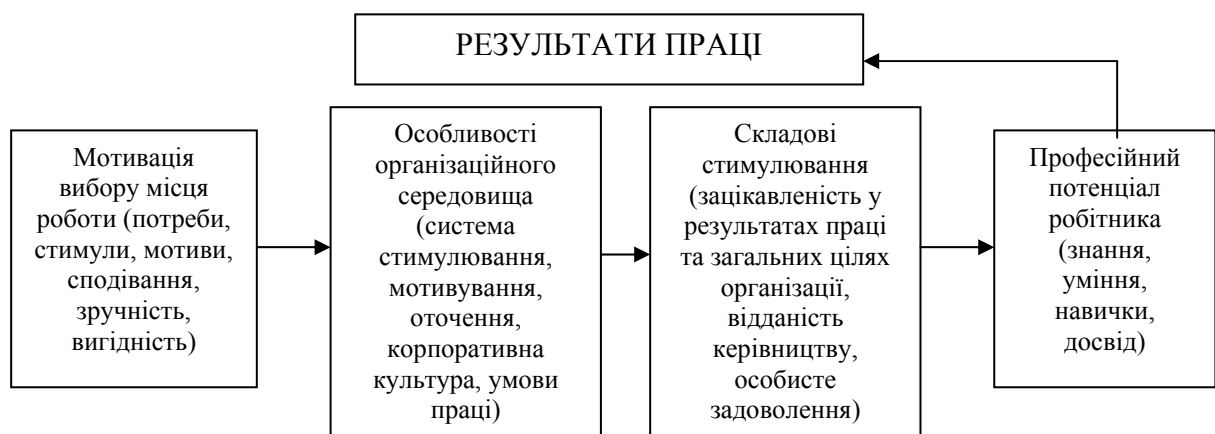 РЕЗУЛЬТАТИ ПРАЦІ
Мотивація
вибору місця
роботи (потреби,
стимули, мотиви,
сподівання,
зручність,
вигідність)
Особливості
організаційного
середовища
(система
стимулювання,
мотивування,
оточення,
корпоративна
культура, умови
праці)
Складові
стимулювання
(зацікавленість у
результатах праці
та загальних цілях
організації,
відданість
керівництву,
особисте
задоволення)
Професійний
потенціал
робітника
(знання,
уміння,
навички,
досвід)